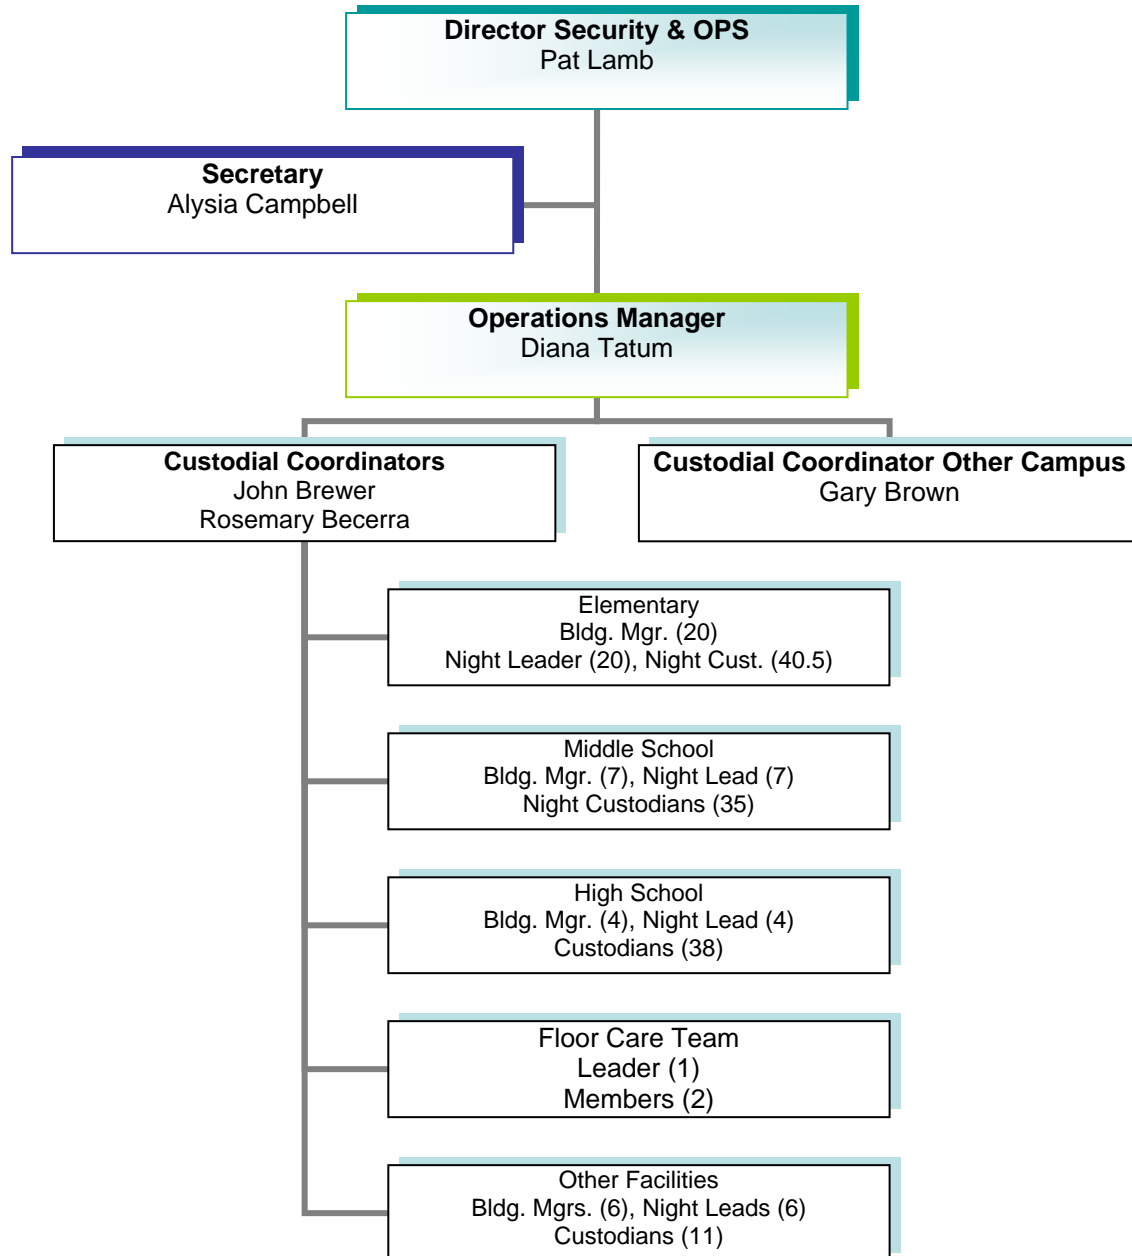 Director Security & OPS
Pat Lamb
Secretary
Alysia Campbell
Operations Manager
Diana Tatum
Custodial Coordinators
John Brewer
Rosemary Becerra
Custodial Coordinator Other Campus
Gary Brown
Elementary
Bldg. Mgr. (20)
Night Leader (20), Night Cust. (40.5)
Middle School
Bldg. Mgr. (7), Night Lead (7)
Night Custodians (35)
High School
Bldg. Mgr. (4), Night Lead (4)
Custodians (38)
Floor Care Team
Leader (1)
Members (2)
Other Facilities
Bldg. Mgrs. (6), Night Leads (6)
Custodians (11)